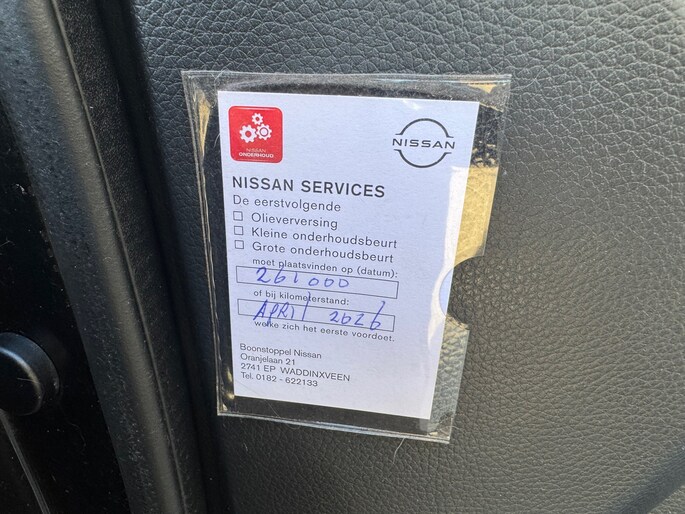 NISSAN
ONDERHOUD
NISSAN
NISSAN SERVICES
De eerstvolgende
☐ Olieverversing
☐ Kleine onderhoudsbeurt
☐ Grote onderhoudsbeurt
moet plaatsvinden op (datum):
261000
of bij kilometerstand:
APRIl 2026
welke zich het eerste voordoet.
Boonstoppel Nissan
Oranjelaan 21
2741 EP WADDINXVEEN
Tel. 0182 - 622133